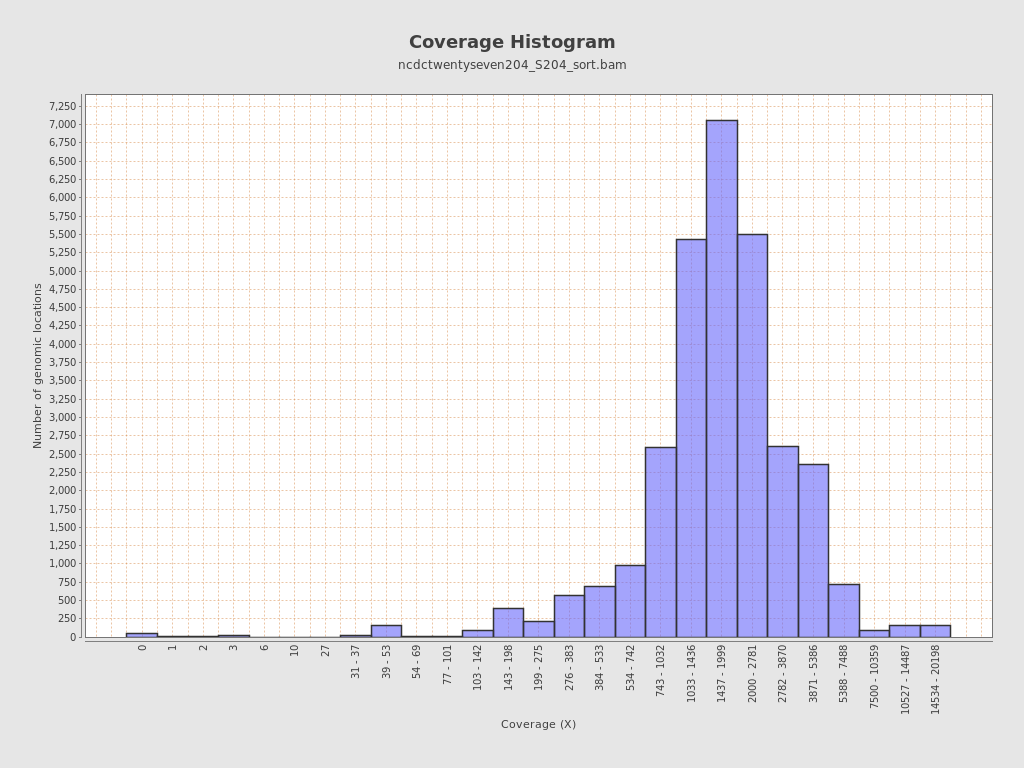 Coverage Histogram
ncdctwentyseven204_S204_sort.bam
Number of genomic locations
7,250
7,000
6,750
6,500
6,250
6,000
5,750
5,500
5,250
5,000
4,750
4,500
4,250
4,000
3,750
3,500
3,250
3,000
2,750
2,500
2,250
2,000
1,750
1,500
1,250
1,000
750
500
250
0
0
1
2
3
6
10
27
31 - 37
39 - 53
54 - 69
77 - 101
103 - 142
143 - 198
199 - 275
276 - 383
384 - 533
534 - 742
743 - 1032
1033 - 1436
1437 - 1999
2000 - 2781
2782 - 3870
3871 - 5386
5388 - 7488
7500 - 10359
10527 - 14487
14534 - 20198
Coverage (X)